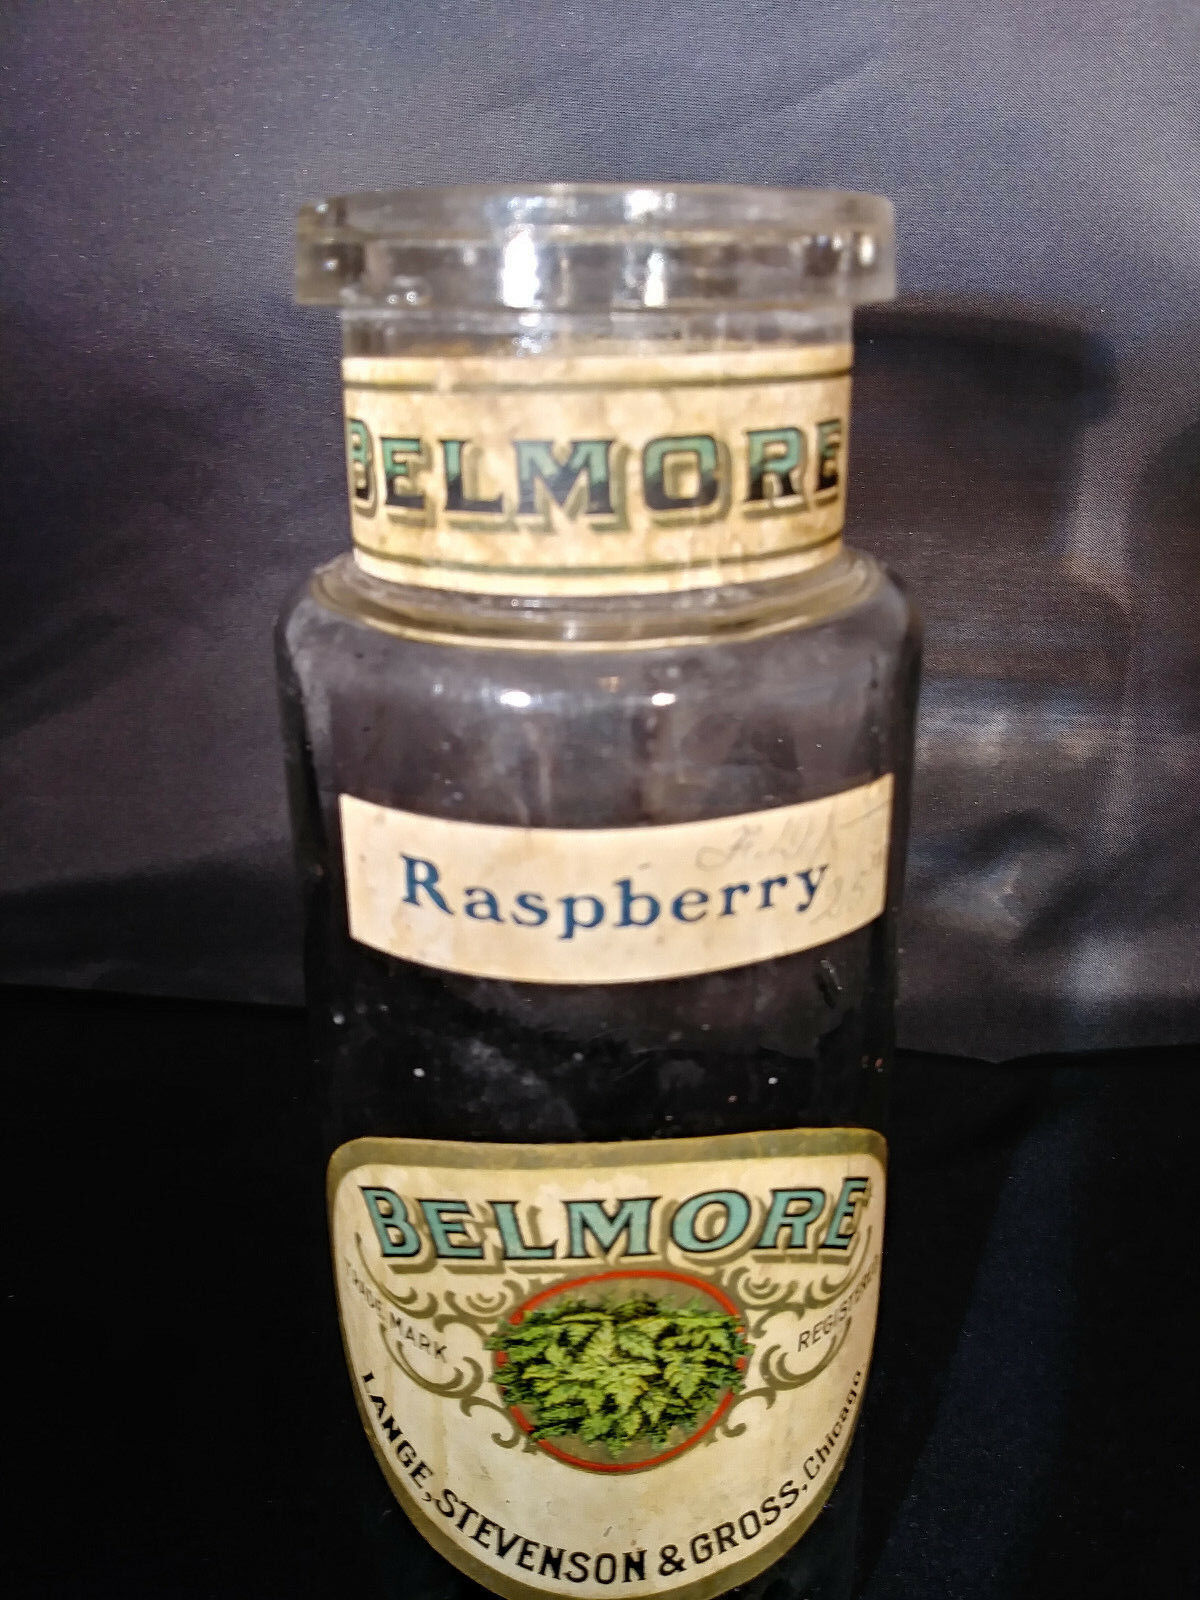 BELMORE
Raspberry
BELMORE
TRADE MARK
REGISTERED
LANGE, STEVENSON & GROSS. Chicago